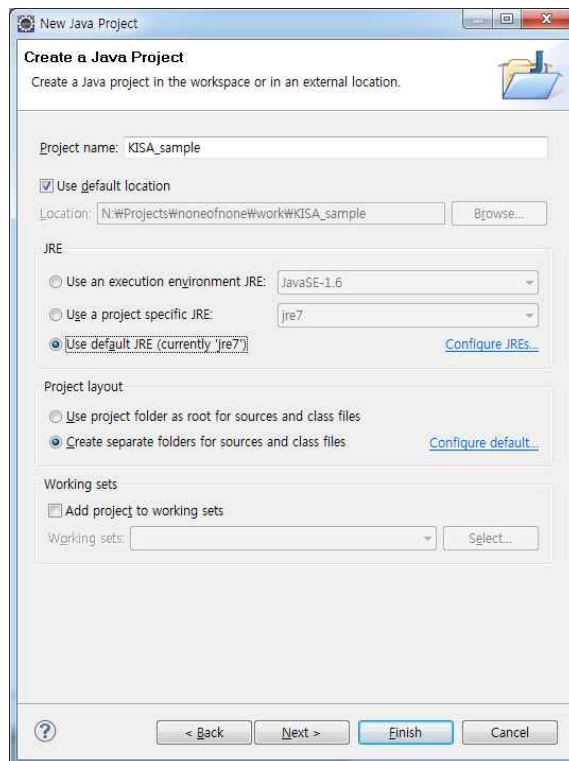 New Java Project
Create a Java Project
Create a Java project in the workspace or in an external location.
Project name: KISA_sample
Use default location
Location: N:₩Projects₩noneofnone₩work₩KISA_sample
Browse...
JRE
Use an execution environment JRE: JavaSE-1.6
Use a project specific JRE: jre7
Use default JRE (currently 'jre7') Configure JREs...
Project layout
Use project folder as root for sources and class files
Create separate folders for sources and class files Configure default...
Working sets
Add project to working sets
Working sets: Select...
? < Back Next > Finish Cancel